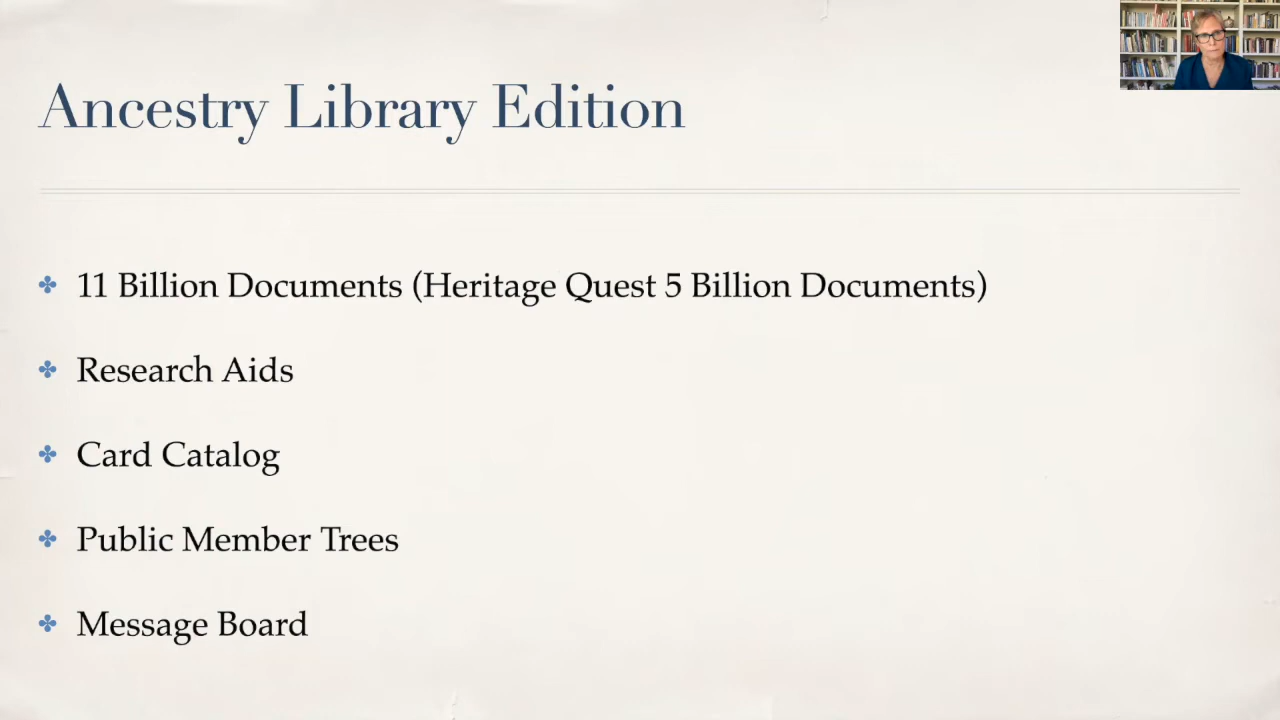 Ancestry Library Edition
11 Billion Documents (Heritage Quest 5 Billion Documents)
Research Aids
Card Catalog
Public Member Trees
Message Board